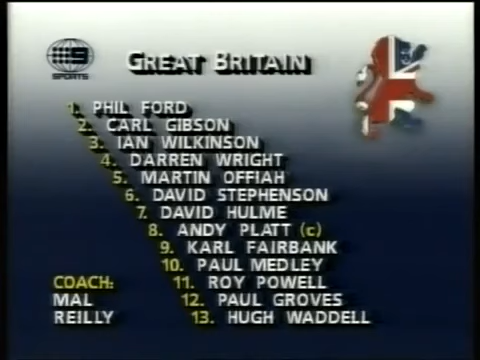 9
SPORTS
GREAT BRITAIN
1. PHIL FORD
2. CARL GIBSON
3. IAN WILKINSON
4. DARREN WRIGHT
5. MARTIN OFFIAH
6. DAVID STEPHENSON
7. DAVID HULME
8. ANDY PLATT (c)
9. KARL FAIRBANK
10. PAUL MEDLEY
11. ROY POWELL
12. PAUL GROVES
13. HUGH WADDELL
COACH:
MAL
REILLY